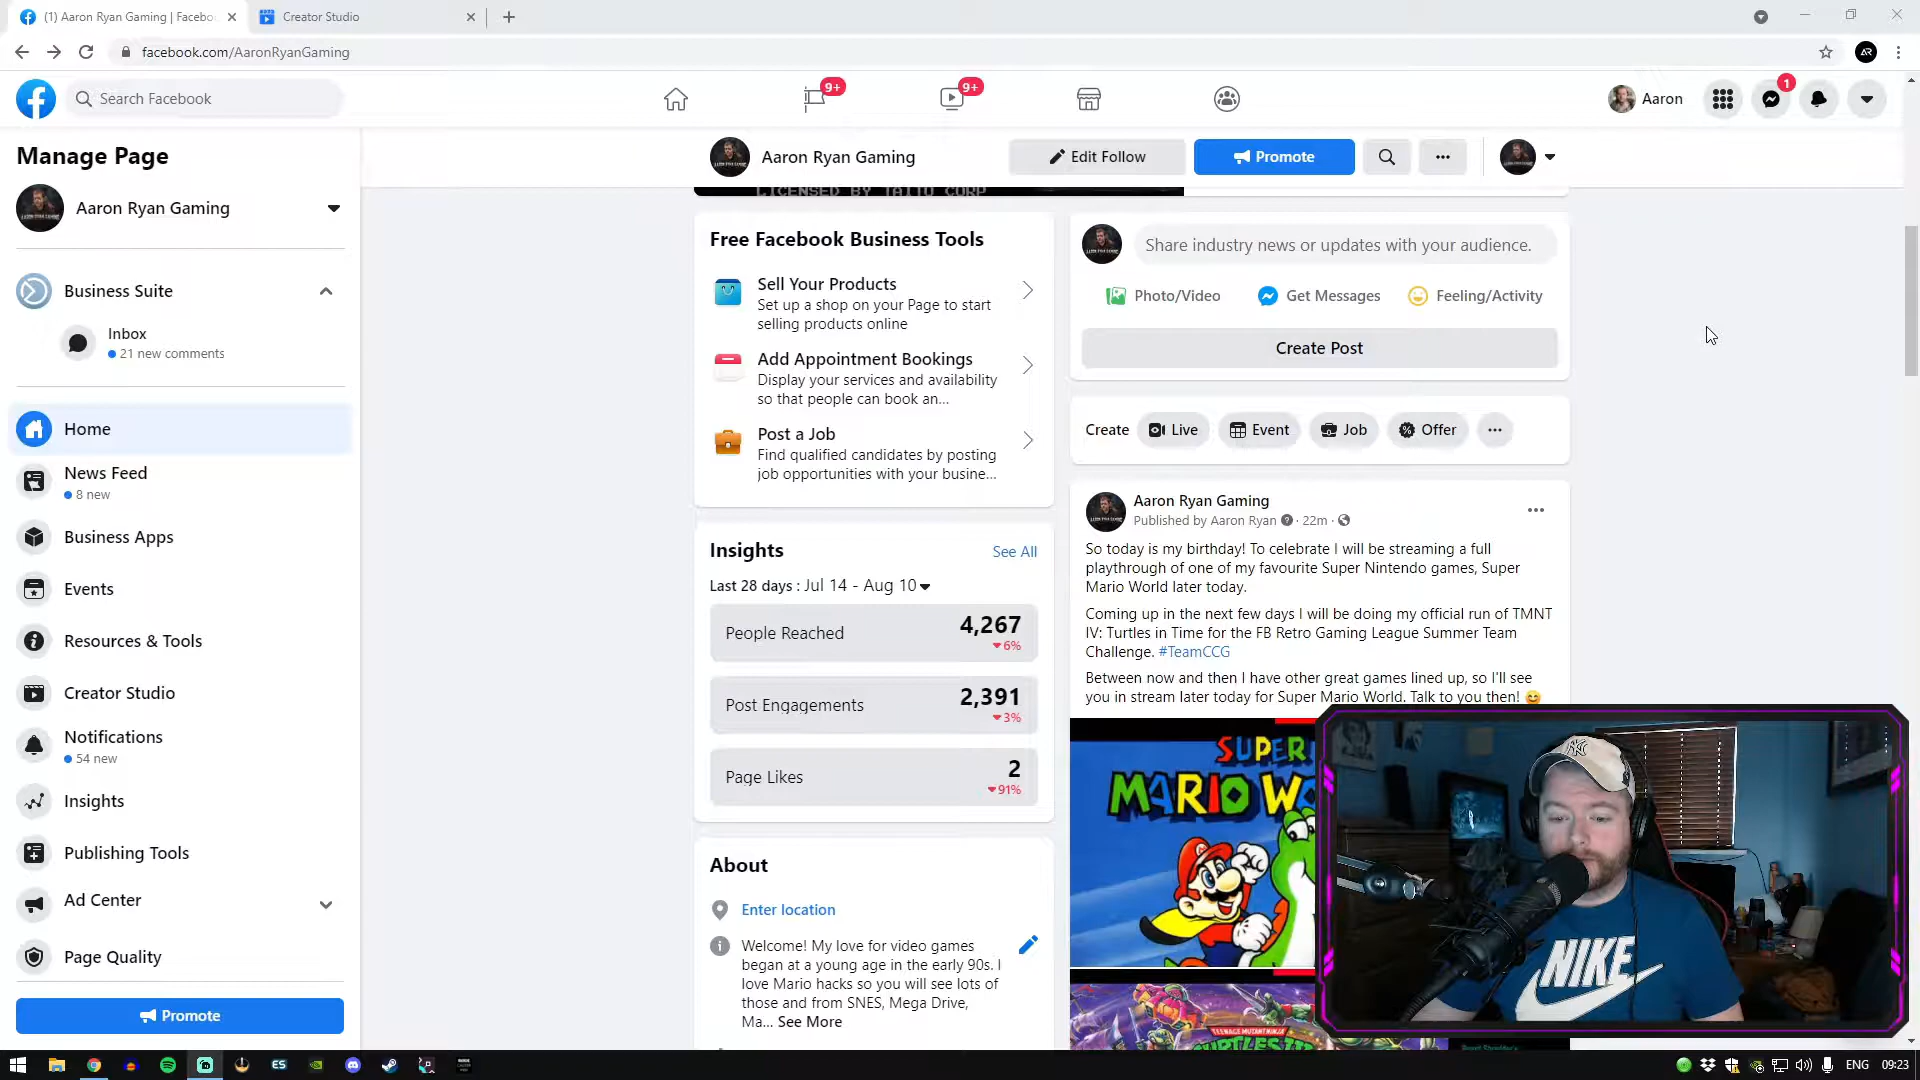 (1) Aaron Ryan Gaming | Facebo
Creator Studio
facebook.com/AaronRyanGaming
Search Facebook
9+
9+
Aaron
1
Manage Page
Aaron Ryan Gaming
Business Suite
Inbox
21 new comments
Home
News Feed
8 new
Business Apps
Events
Resources & Tools
Creator Studio
Notifications
54 new
Insights
Publishing Tools
Ad Center
Page Quality
Promote
Aaron Ryan Gaming
Edit Follow
Promote
LICENSED BY TAITO CORP
Free Facebook Business Tools
Sell Your Products
Set up a shop on your Page to start
selling products online
Add Appointment Bookings
Display your services and availability
so that people can book an...
Post a Job
Find qualified candidates by posting
job opportunities with your busine...
Insights
See All
Last 28 days : Jul 14 - Aug 10
People Reached
4,267
6%
Post Engagements
2,391
3%
Page Likes
2
91%
About
Enter location
Welcome! My love for video games
began at a young age in the early 90s. I
love Mario hacks so you will see lots of
those and from SNES, Mega Drive,
Ma... See More
Share industry news or updates with your audience.
Photo/Video
Get Messages
Feeling/Activity
Create Post
Create
Live
Event
Job
Offer
Aaron Ryan Gaming
Published by Aaron Ryan · 22m ·
So today is my birthday! To celebrate I will be streaming a full
playthrough of one of my favourite Super Nintendo games, Super
Mario World later today.
Coming up in the next few days I will be doing my official run of TMNT
IV: Turtles in Time for the FB Retro Gaming League Summer Team
Challenge. #TeamCCG
Between now and then I have other great games lined up, so I'll see
you in stream later today for Super Mario World. Talk to you then!
SUPER
MARIO WO
TEENAGE MUTANT NINJA
TURTLES IN
NIKE
ES
ENG
09:23